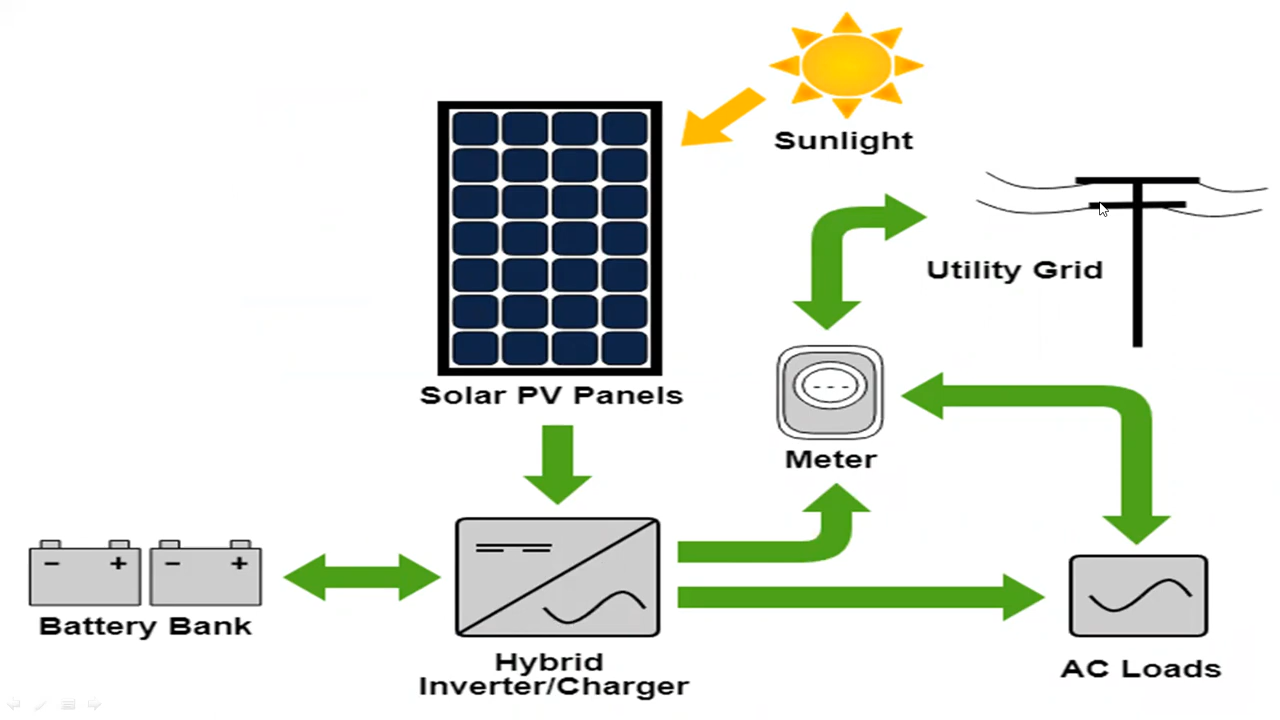 Sunlight
Utility Grid
Solar PV Panels
Meter
Battery Bank
Hybrid
Inverter/Charger
AC Loads